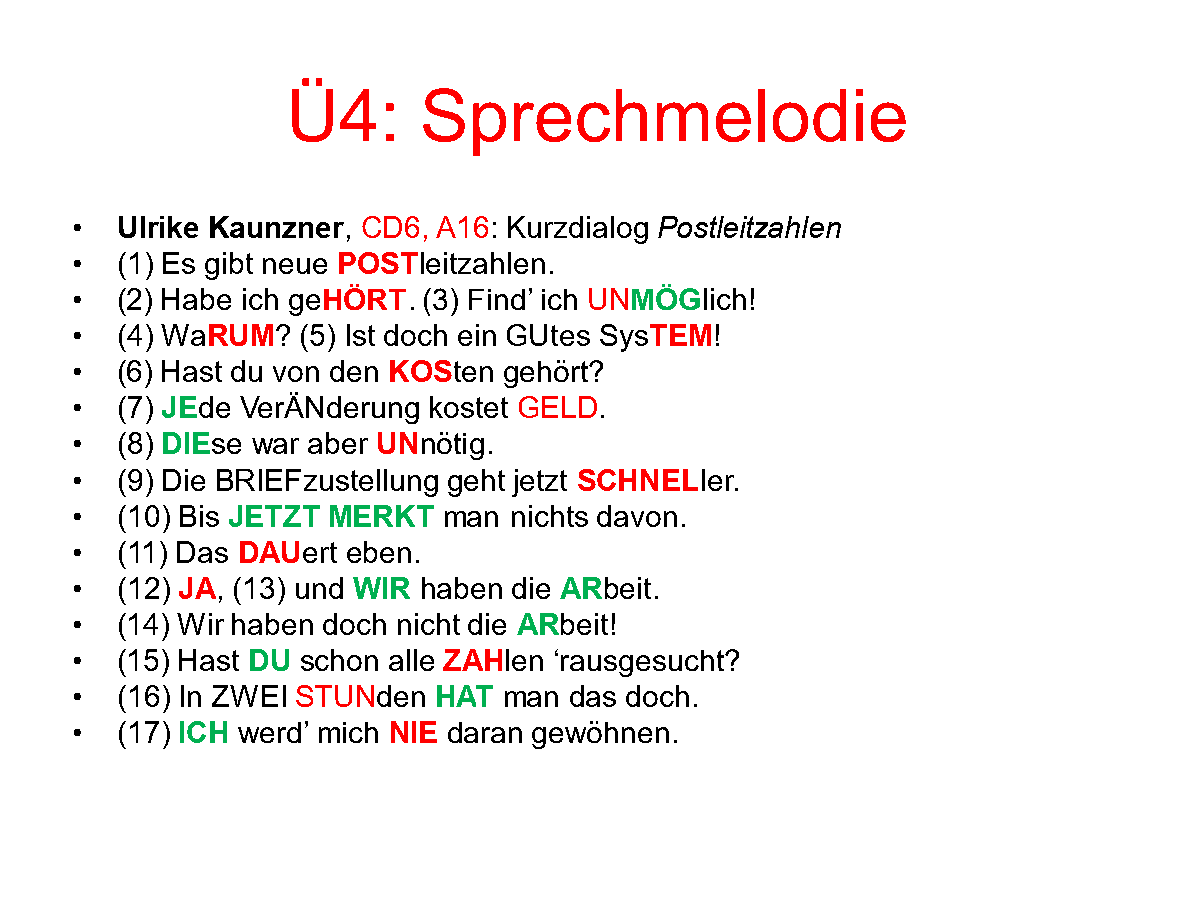 Ü4: Sprechmelodie
• Ulrike Kaunzner, CD6, A16: Kurzdialog Postleitzahlen
• (1) Es gibt neue POSTleitzahlen.
• (2) Habe ich geHÖRT. (3) Find’ ich UNMÖGlich!
• (4) WaRUM? (5) Ist doch ein GUtes SysTEM!
• (6) Hast du von den KOSten gehört?
• (7) JEde VerÄNderung kostet GELD.
• (8) DIEse war aber UNnötig.
• (9) Die BRIEFzustellung geht jetzt SCHNELler.
• (10) Bis JETZT MERKT man nichts davon.
• (11) Das DAUert eben.
• (12) JA, (13) und WIR haben die ARbeit.
• (14) Wir haben doch nicht die ARbeit!
• (15) Hast DU schon alle ZAHlen ‘rausgesucht?
• (16) In ZWEI STUNden HAT man das doch.
• (17) ICH werd’ mich NIE daran gewöhnen.